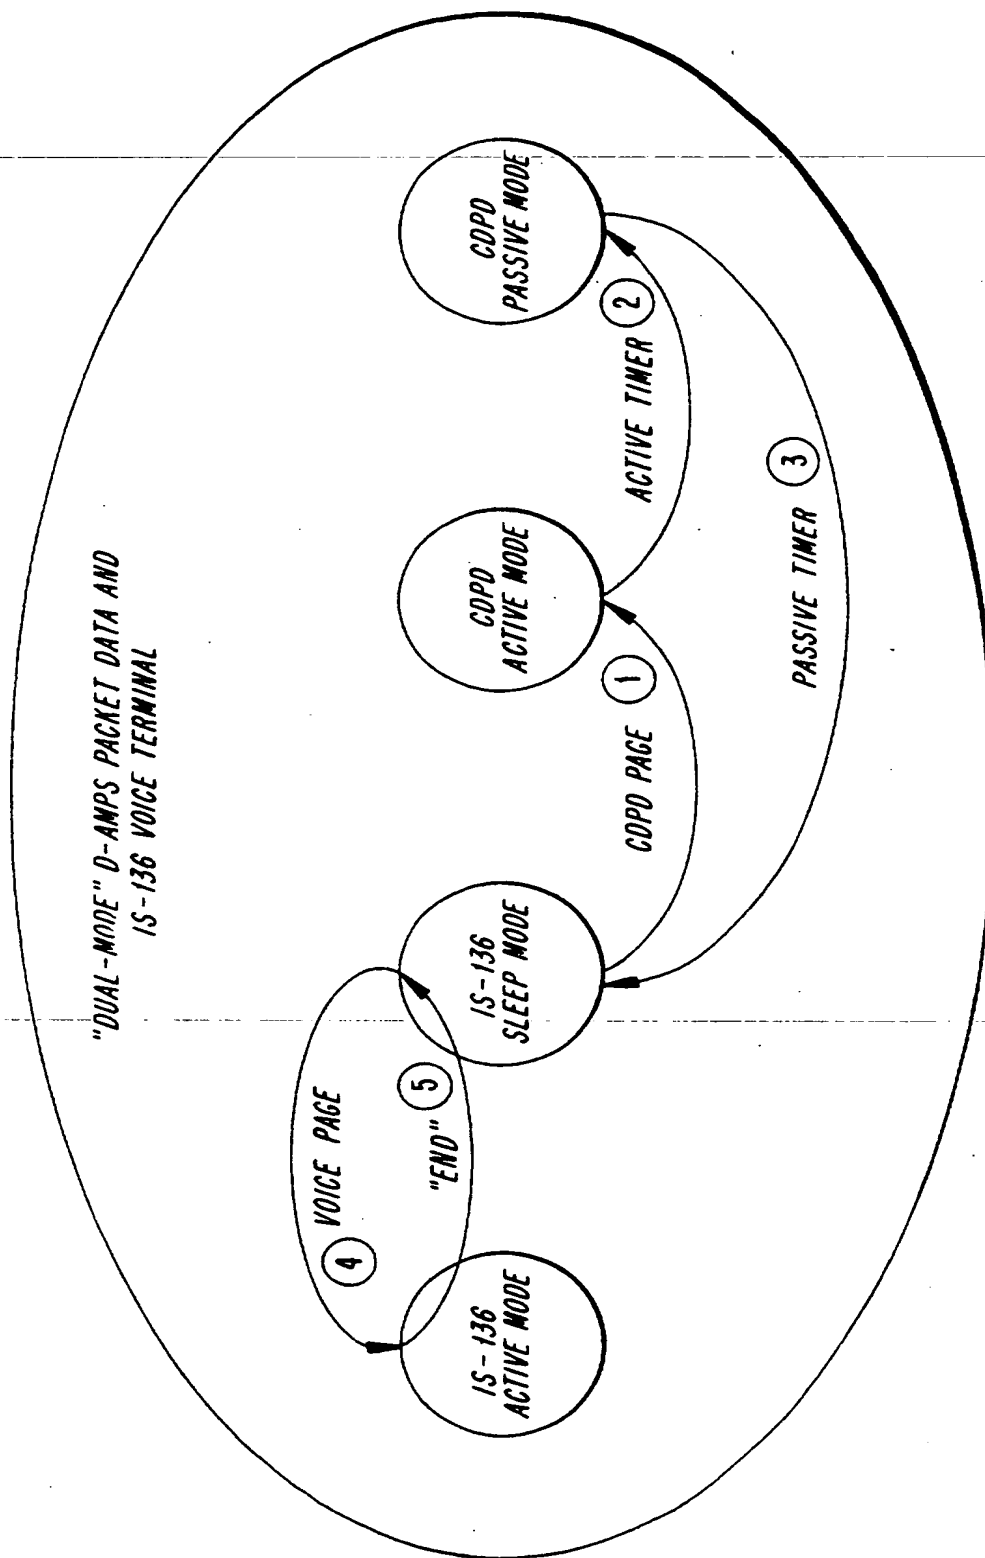 "DUAL-MODE" D-AMPS PACKET DATA AND
IS-136 VOICE TERMINAL
4 VOICE PAGE
"END" 5
IS-136
ACTIVE MODE
IS-136
SLEEP MODE
CDPD
ACTIVE MODE
CDPD
PASSIVE MODE
CDPD PAGE 1
ACTIVE TIMER 2
PASSIVE TIMER 3